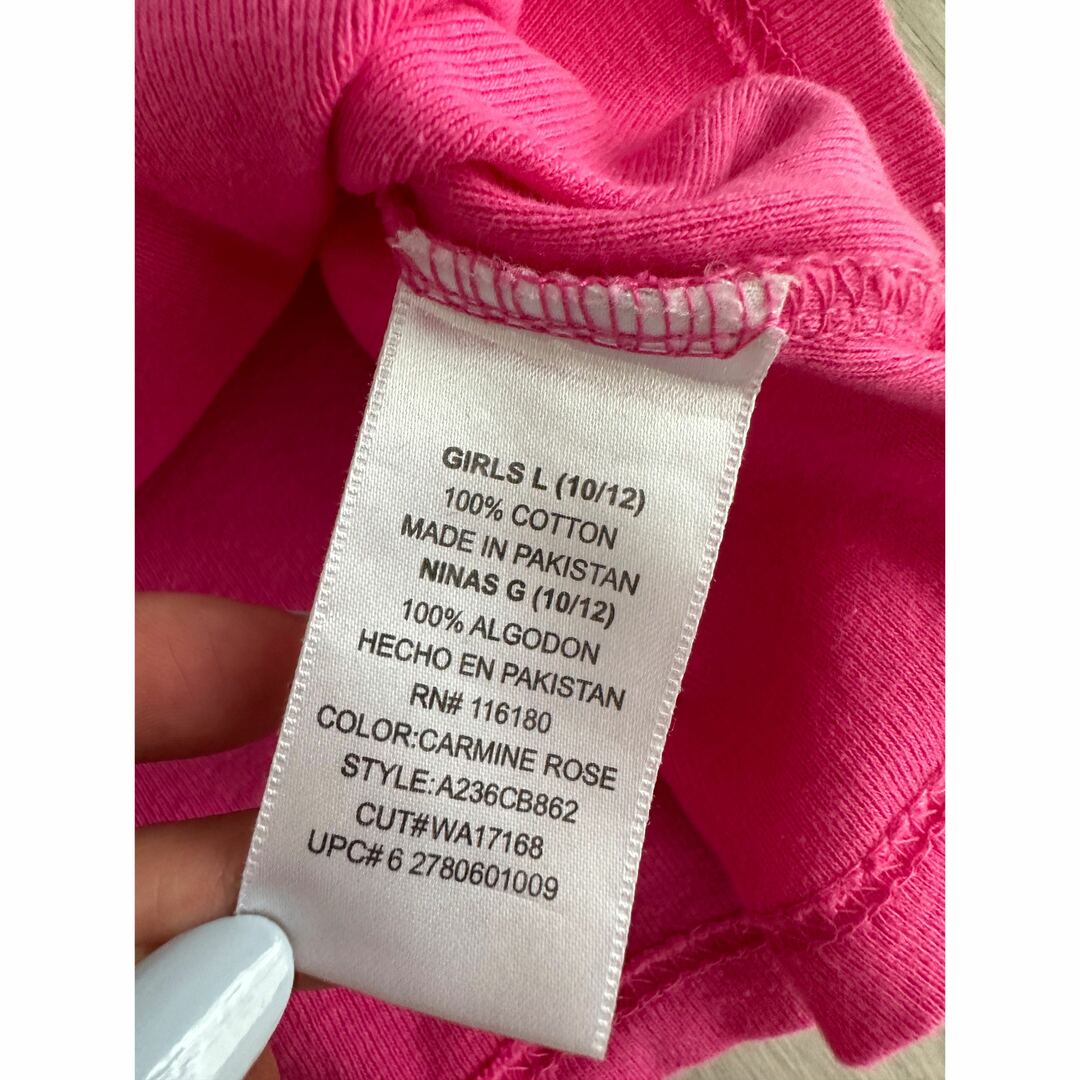 GIRLS L (10/12)
100% COTTON
MADE IN PAKISTAN
NINAS G (10/12)
100% ALGODON
HECHO EN PAKISTAN
RN# 116180
COLOR:CARMINE ROSE
STYLE:A236CB862
CUT#WA17168
UPC# 6 2780601009